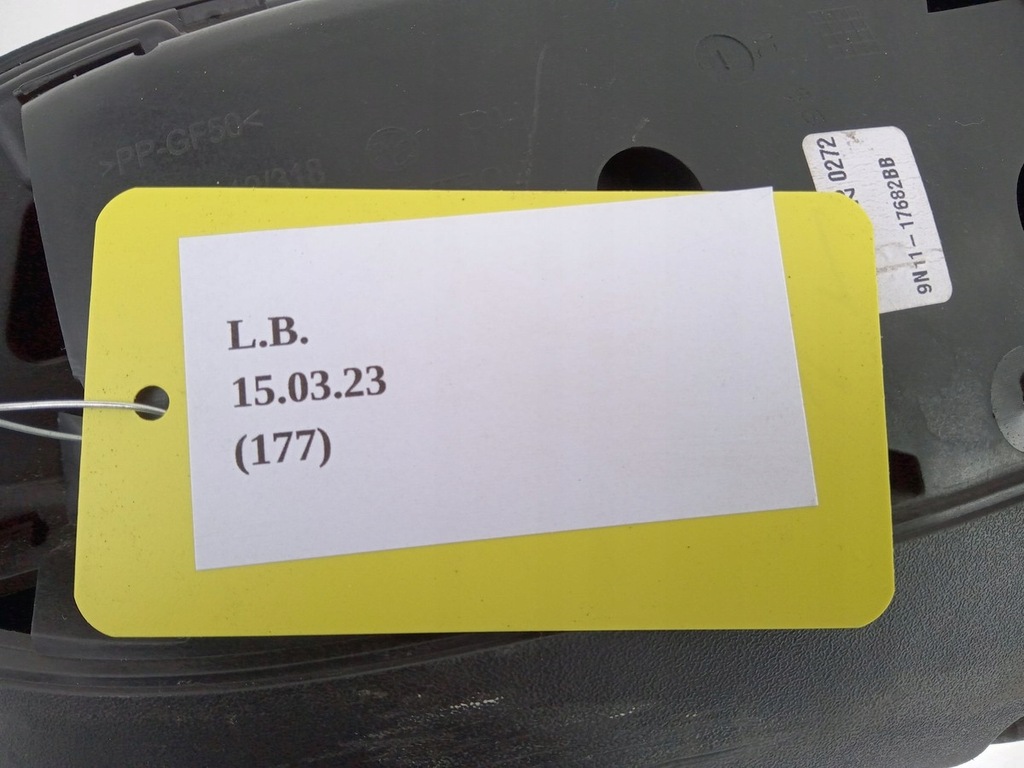 >PP-GF50<
0272
9N11-17682BB
L.B.
15.03.23
(177)